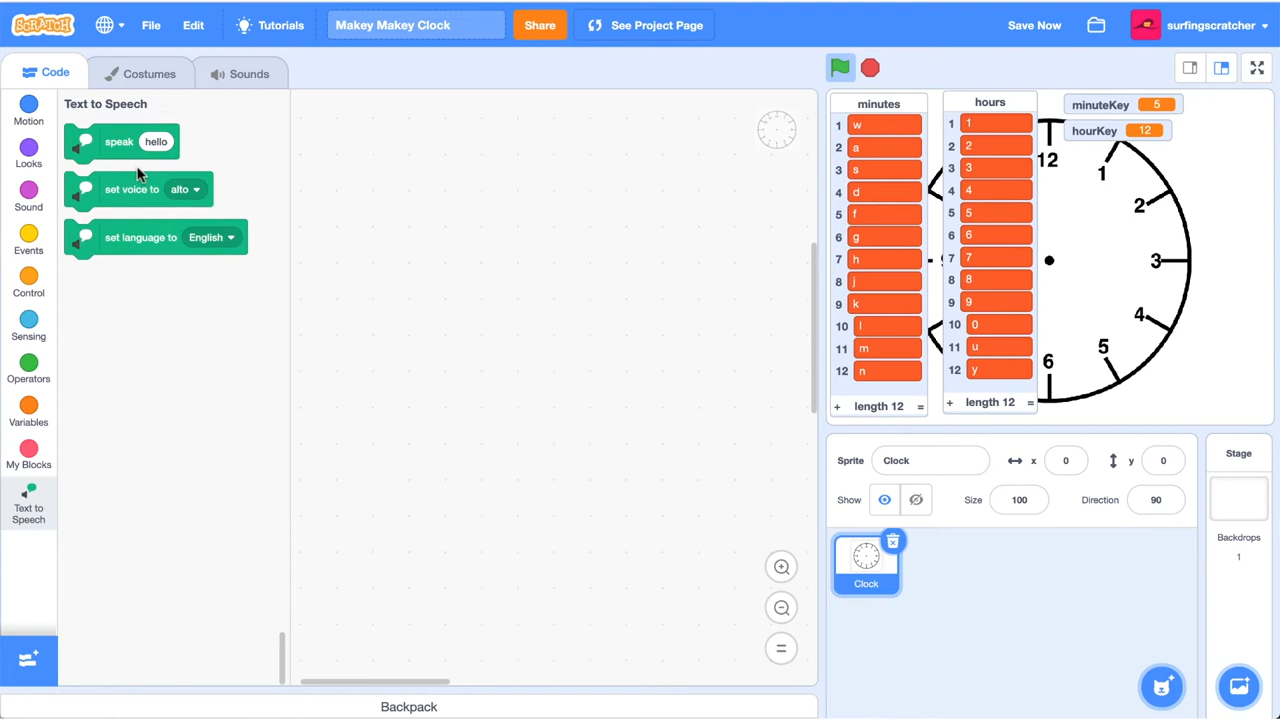 SCRATCH
File
Edit
Tutorials
Makey Makey Clock
Share
See Project Page
Save Now
surfingscratcher
Code
Costumes
Sounds
Motion
Looks
Sound
Events
Control
Sensing
Operators
Variables
My Blocks
Text to
Speech
Text to Speech
speak hello
set voice to alto
set language to English
minutes
1 w
2 a
3 s
4 d
5 f
6 g
7 h
8 j
9 k
10 l
11 m
12 n
+ length 12 =
hours
1 1
2 2
3 3
4 4
5 5
6 6
7 7
8 8
9 9
10 0
11 u
12 y
+ length 12 =
minuteKey 5
hourKey 12
12
1
2
3
4
5
6
Sprite Clock x 0 y 0
Show Size 100 Direction 90
Clock
Stage
Backdrops
1
Backpack